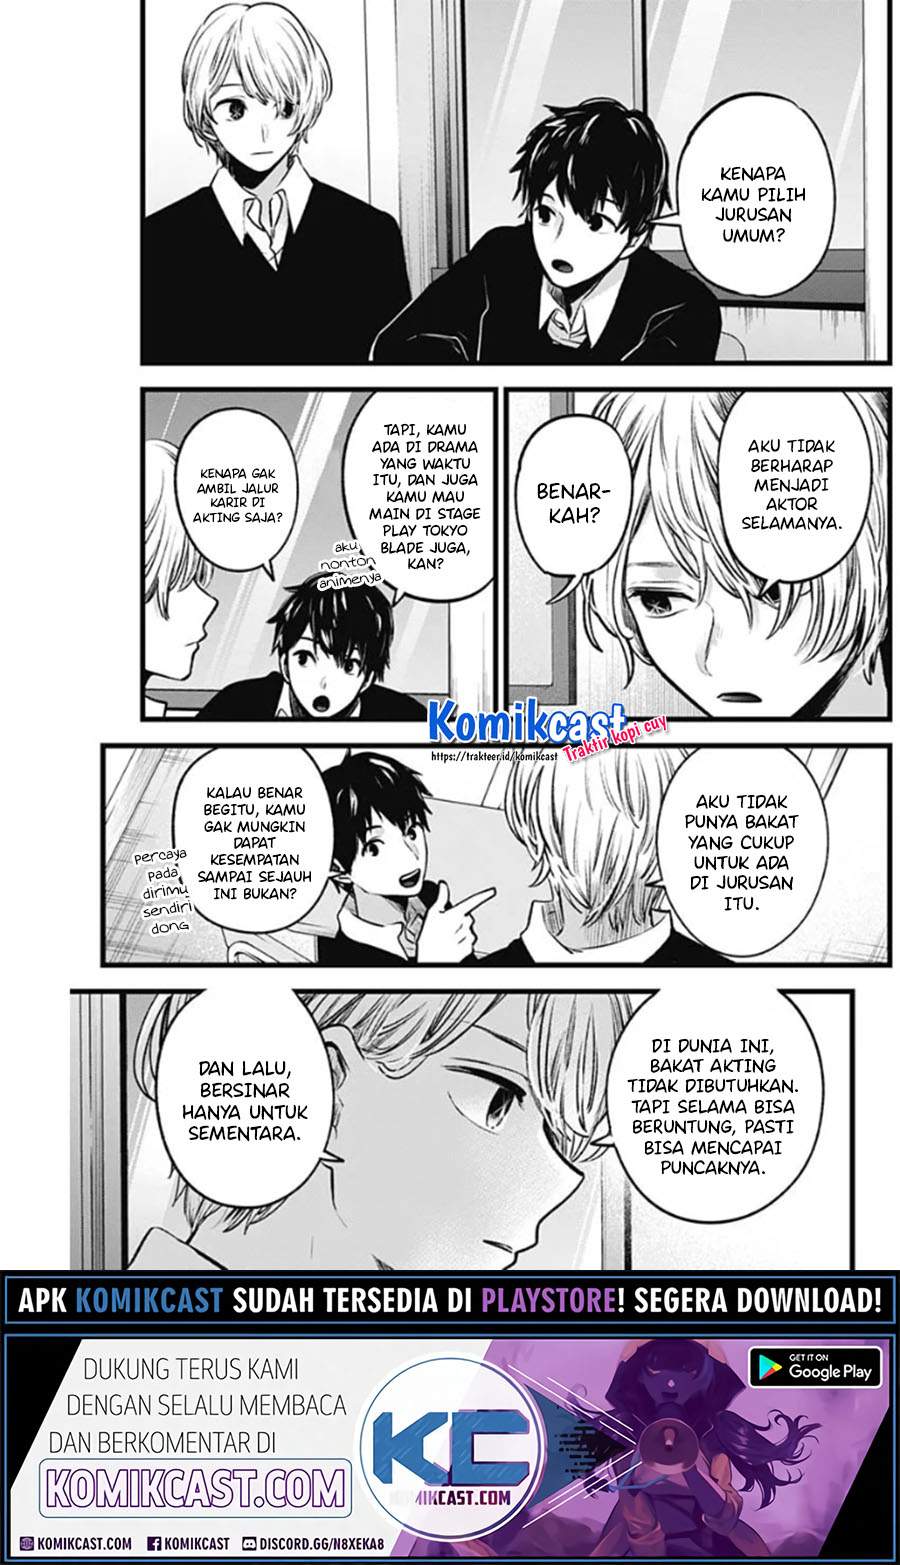 KENAPA
KAMU PILIH
JURUSAN
UMUM?
AKU TIDAK
BERHARAP
MENJADI
AKTOR
SELAMANYA.
BENAR-
KAH?
TAPI, KAMU
ADA DI DRAMA
YANG WAKTU
ITU, DAN JUGA
KAMU MAU
MAIN DI STAGE
PLAY TOKYO
BLADE JUGA,
KAN?
aku
nonton
animenya
KENAPA GAK
AMBIL JALUR
KARIR DI
AKTING SAJA?
Komikcast
https://trakteer.id/komikcast
Traktir kopi cuy
AKU TIDAK
PUNYA BAKAT
YANG CUKUP
UNTUK ADA
DI JURUSAN
ITU.
KALAU BENAR
BEGITU, KAMU
GAK MUNGKIN
DAPAT
KESEMPATAN
SAMPAI SEJAUH
INI BUKAN?
percaya
pada
dirimu
sendiri
dong
DI DUNIA INI,
BAKAT AKTING
TIDAK DIBUTUHKAN.
TAPI SELAMA BISA
BERUNTUNG, PASTI
BISA MENCAPAI
PUNCAKNYA.
DAN LALU,
BERSINAR
HANYA UNTUK
SEMENTARA.
APK KOMIKCAST SUDAH TERSEDIA DI PLAYSTORE! SEGERA DOWNLOAD!
DUKUNG TERUS KAMI
DENGAN SELALU MEMBACA
DAN BERKOMENTAR DI
KOMIKCAST.COM
KOMIKCAST.COM KOMIKCAST DISCORD.GG/N8XEKA8
KC
KOMIKCAST.COM
GET IT ON
Google Play